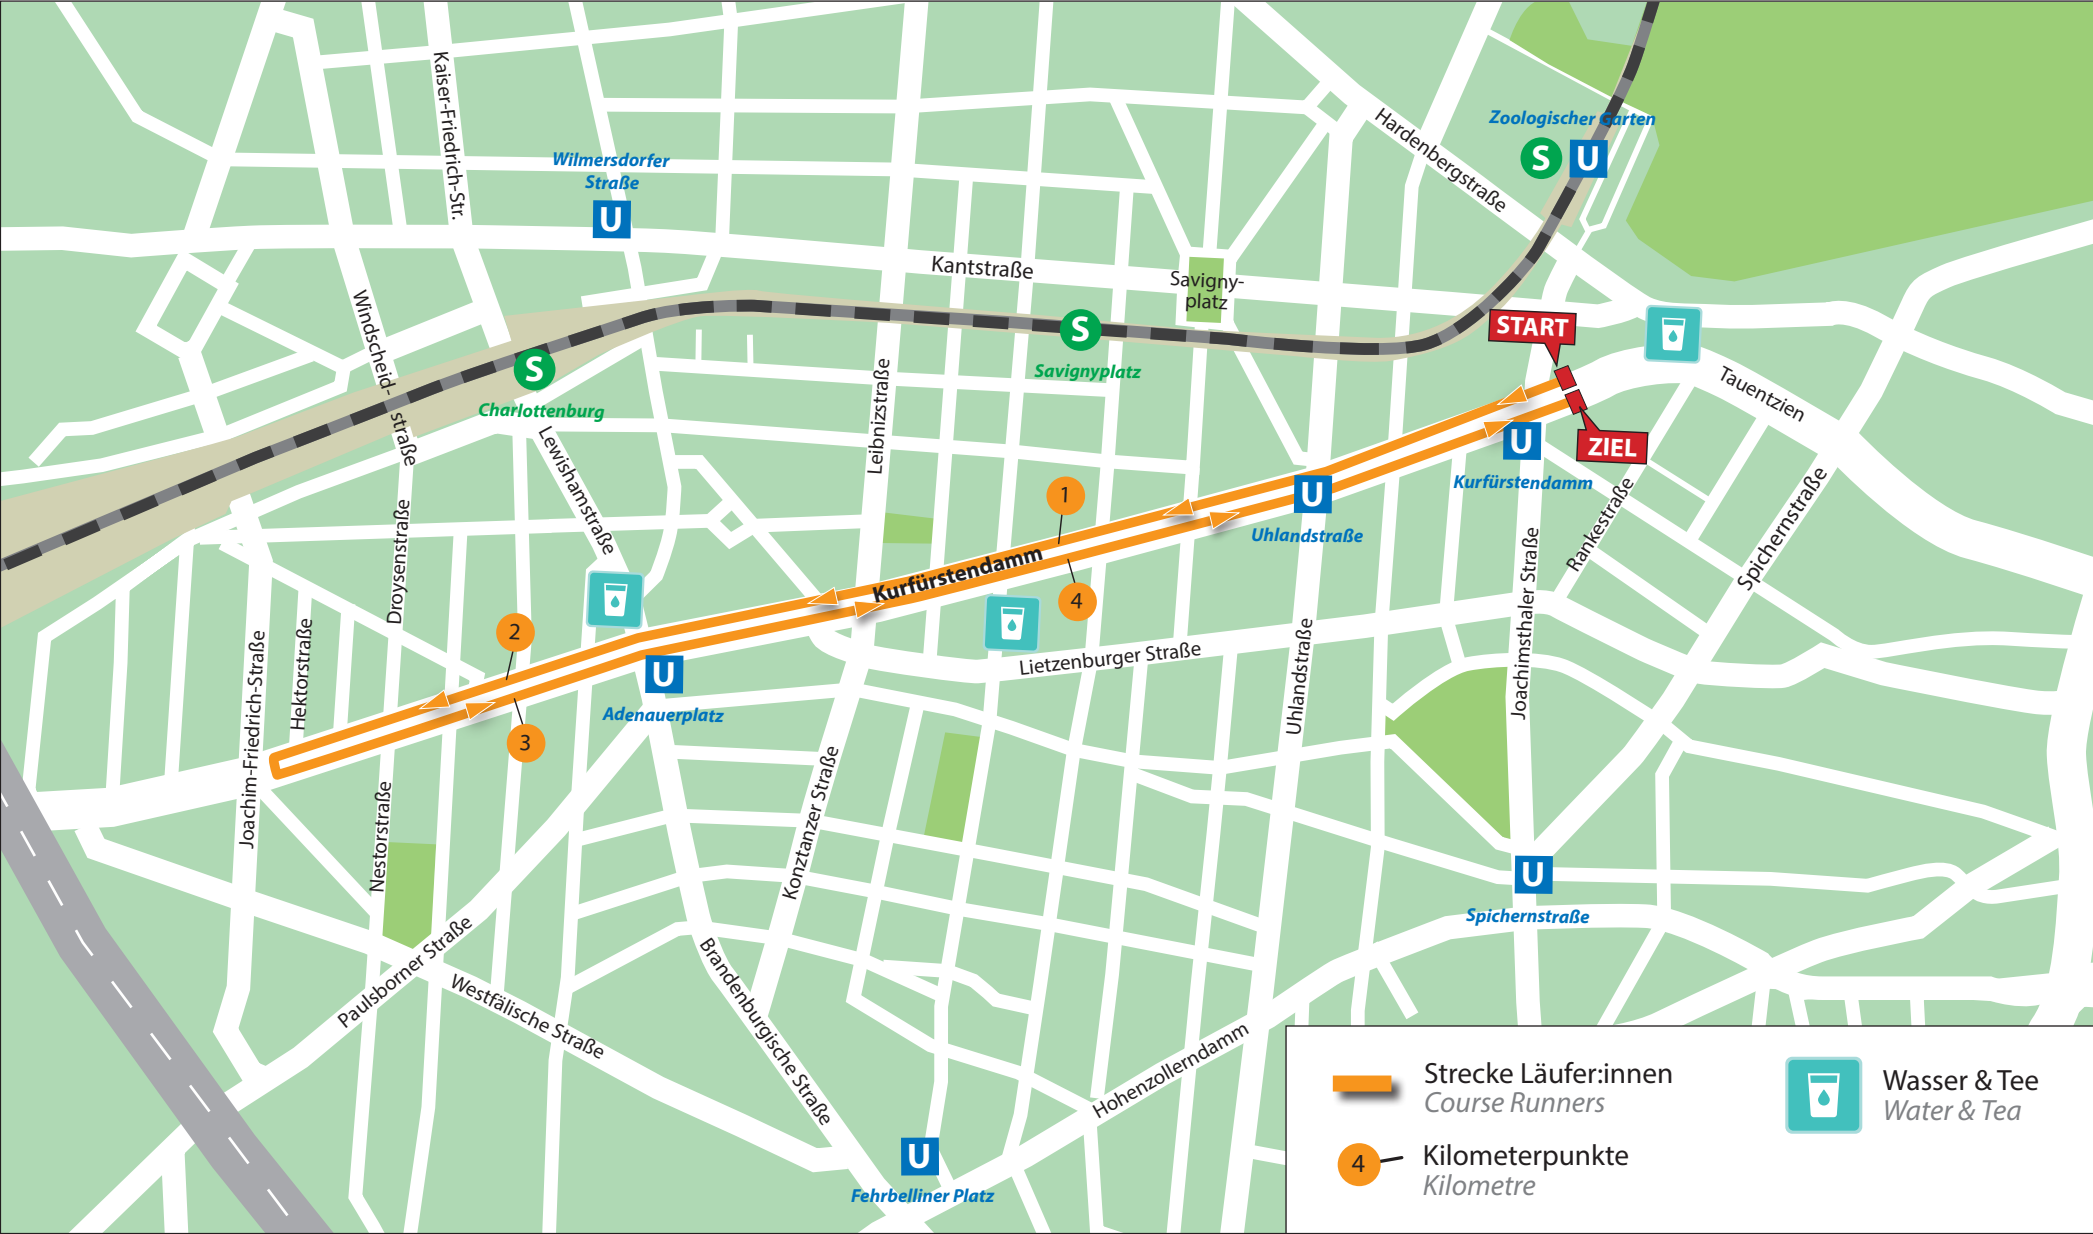 Kaiser-Friedrich-Str.
Wilmersdorfer
Straße
U
Hardenbergstraße
Zoologischer Garten
S
U
Kantstraße
Savigny-
platz
Windscheid-
straße
S
Charlottenburg
S
Savignyplatz
START
ZIEL
Tauentzien
U
Kurfürstendamm
Leibnizstraße
Lewishamstraße
1
U
Uhlandstraße
Rankestraße
Spichernstraße
Droysenstraße
Kurfürstendamm
4
2
Joachimsthaler Straße
Lietzenburger Straße
Uhlandstraße
Hektorstraße
Joachim-Friedrich-Straße
U
Adenauerplatz
3
Nestorstraße
Konztanzer Straße
U
Spichernstraße
Paulsborner Straße
Westfälische Straße
Brandenburgische Straße
Hohenzollerndamm
U
Fehrbelliner Platz
Strecke Läufer:innen
Course Runners
4
Kilometerpunkte
Kilometre
Wasser & Tee
Water & Tea